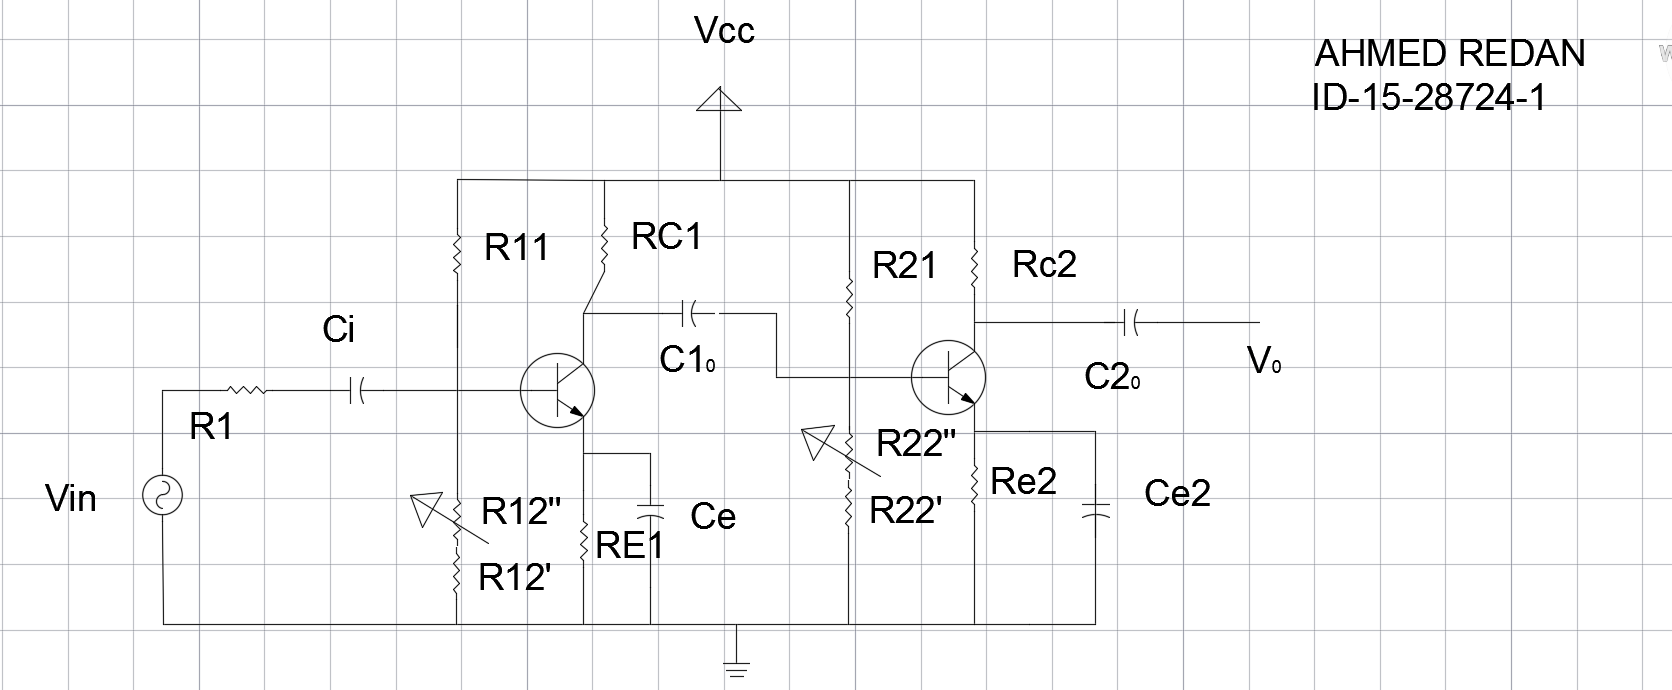 Vcc
AHMED REDAN
ID-15-28724-1
R11
RC1
R21
Rc2
Ci
C1₀
C2₀
V₀
R1
R22"
Re2
Vin
R12"
Ce
R22'
Ce2
RE1
R12'